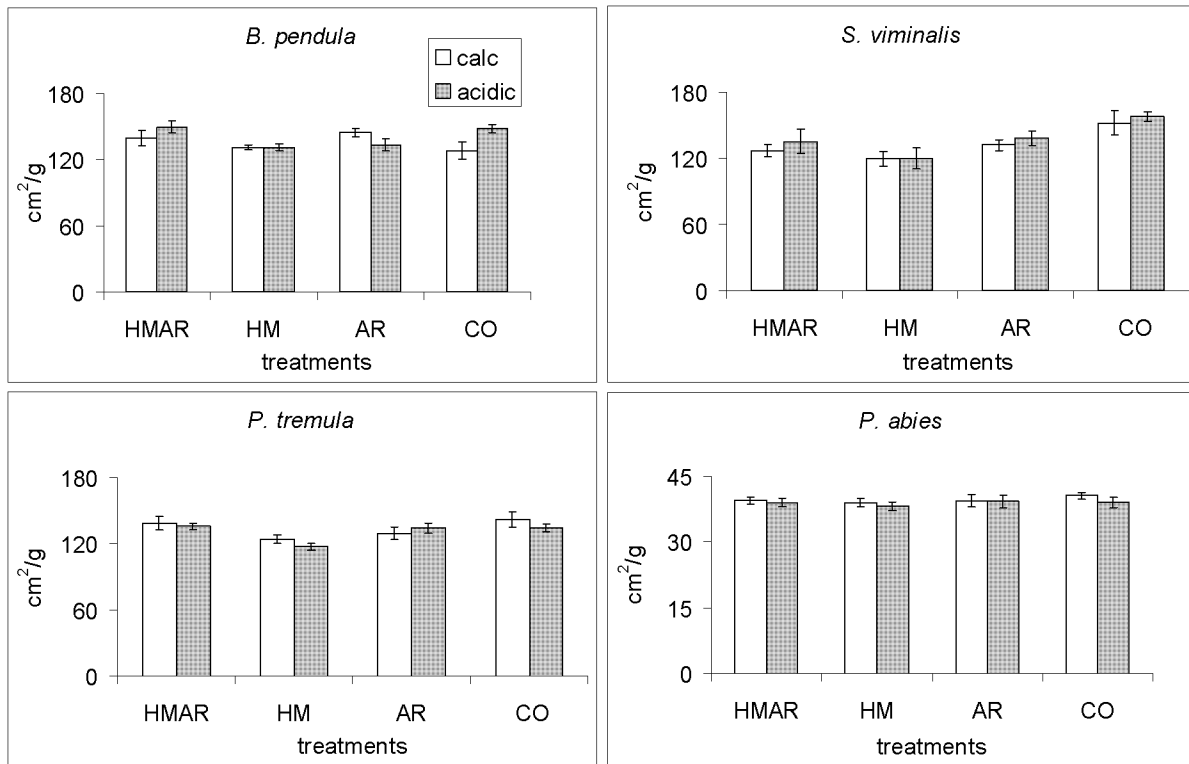 B. pendula
calc
acidic
180
120
60
0
cm²/g
HMAR HM AR CO
treatments
S. viminalis
180
120
60
0
cm²/g
HMAR HM AR CO
treatments
P. tremula
180
120
60
0
cm²/g
HMAR HM AR CO
treatments
P. abies
45
30
15
0
cm²/g
HMAR HM AR CO
treatments